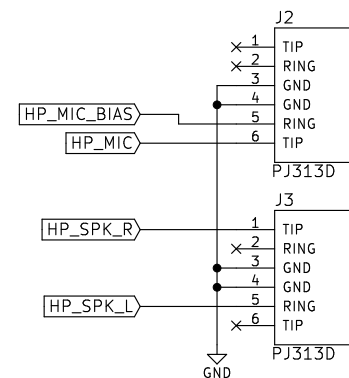 J2
1 TIP
2 RING
3 GND
4 GND
HP_MIC_BIAS 5 RING
HP_MIC 6 TIP
PJ313D
J3
HP_SPK_R 1 TIP
2 RING
3 GND
4 GND
HP_SPK_L 5 RING
6 TIP
PJ313D
GND